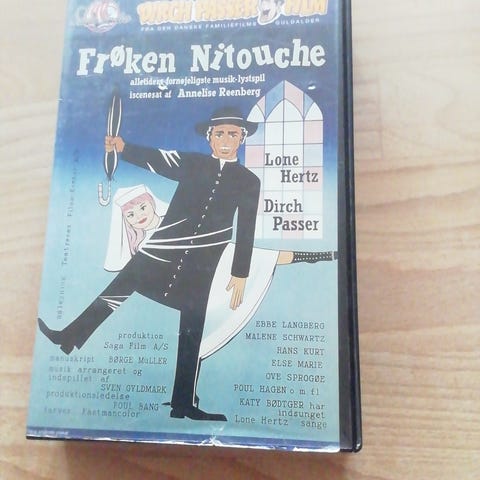 DIRCH PASSER FILM
FRA DEN DANSKE FAMILIEFILMS GULDALDER
Frøken Nitouche
alletiders fornøjeligste musik-lystspil
iscenesat af Annelise Reenberg
Lone
Hertz
Dirch
Passer
produktion
Saga Film A/S
manuskript BØRGE MüLLER
musik arrangeret og
indspillet af
SVEN GYLDMARK
produktionsledelse
POUL BANG
farver Eastmancolor
EBBE LANGBERG
MALENE SCHWARTZ
HANS KURT
ELSE MARIE
OVE SPROGØE
POUL HAGEN o m fl
KATY BØDTGER har
indsunget
Lone Hertz' sange